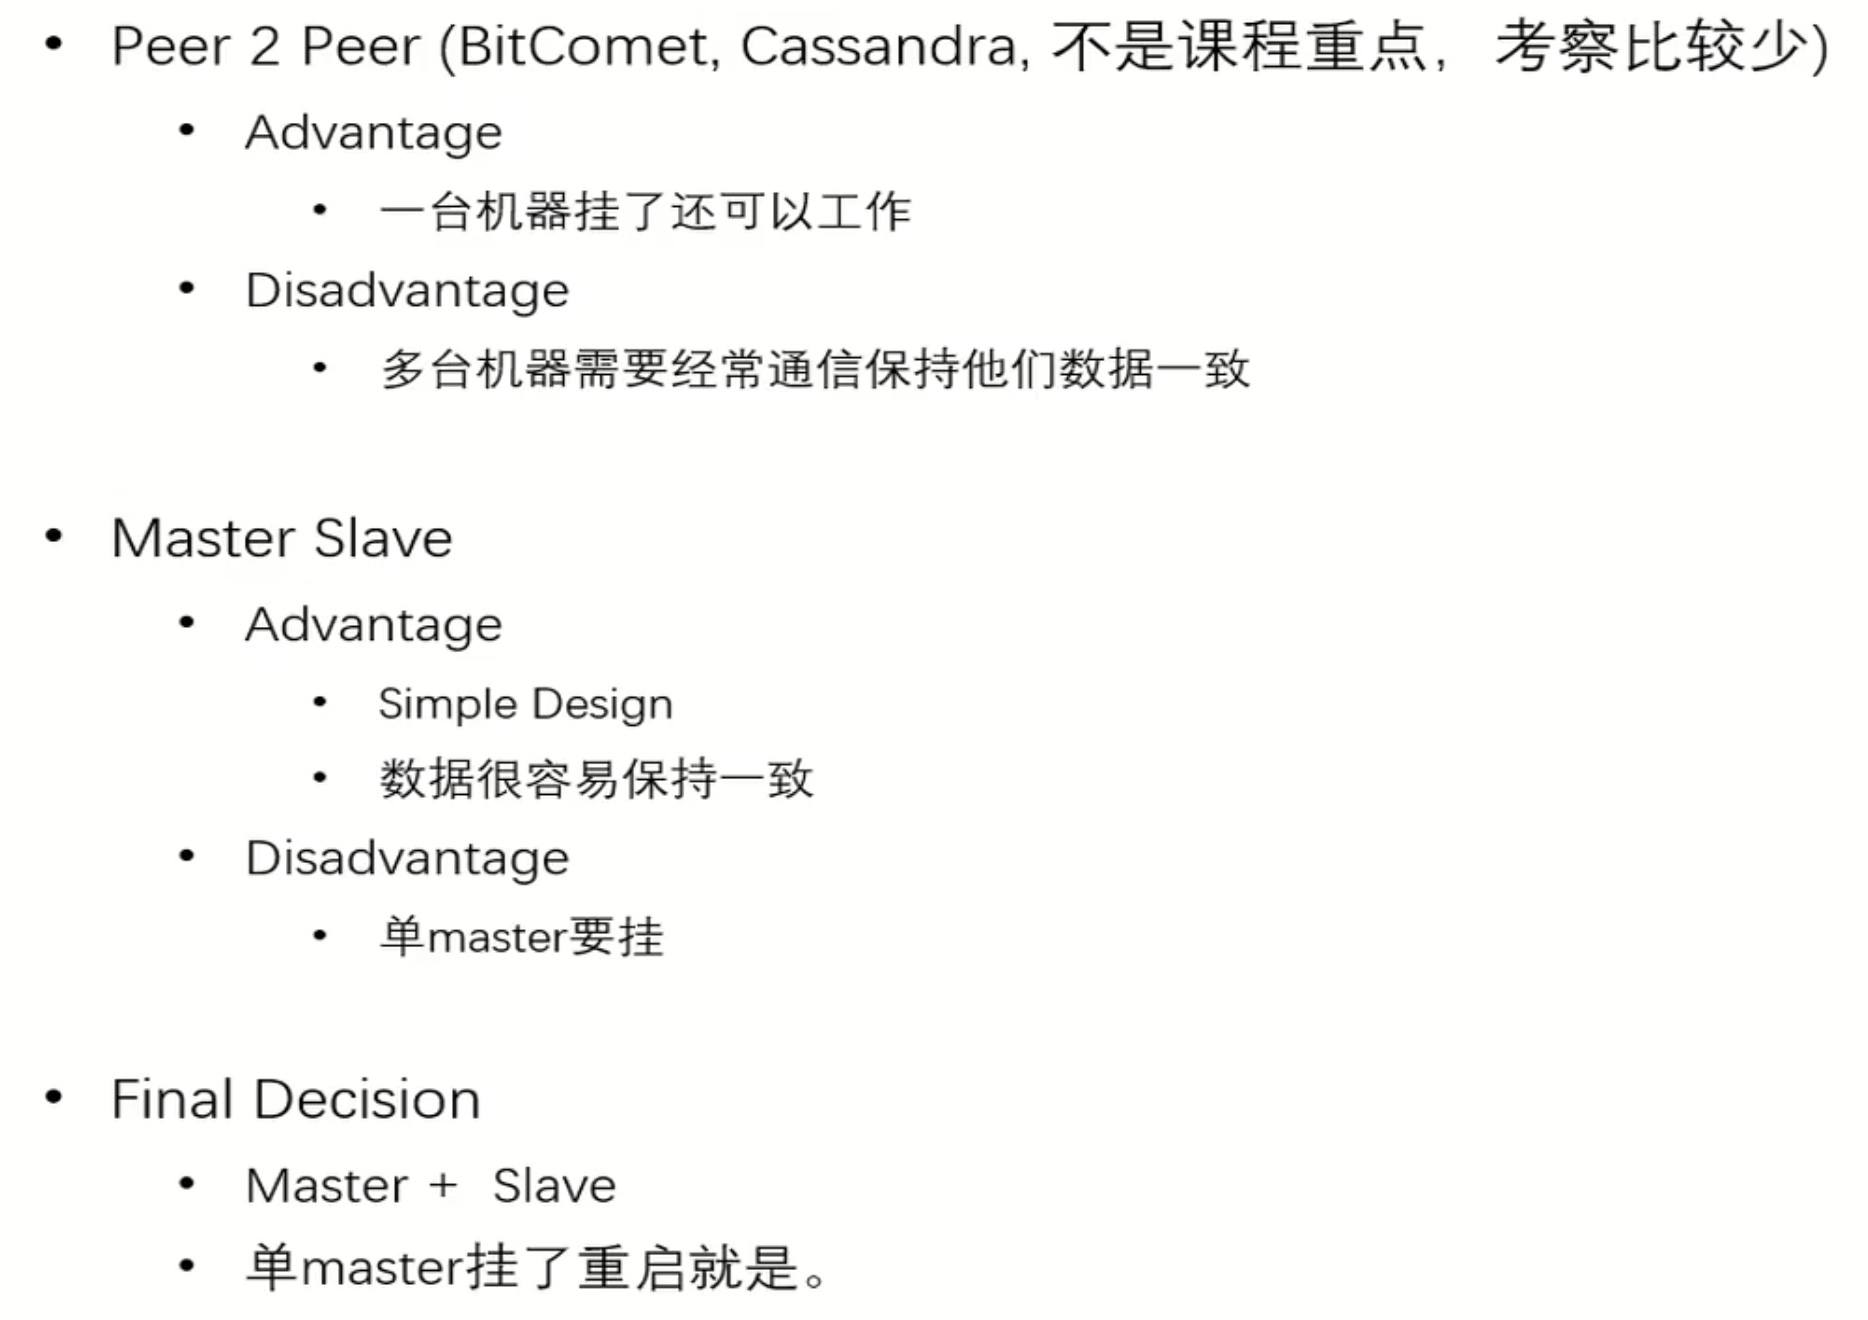 • Peer 2 Peer (BitComet, Cassandra, 不是课程重点，考察比较少)
• Advantage
• 一台机器挂了还可以工作
• Disadvantage
• 多台机器需要经常通信保持他们数据一致
• Master Slave
• Advantage
• Simple Design
• 数据很容易保持一致
• Disadvantage
• 单master要挂
• Final Decision
• Master + Slave
• 单master挂了重启就是。